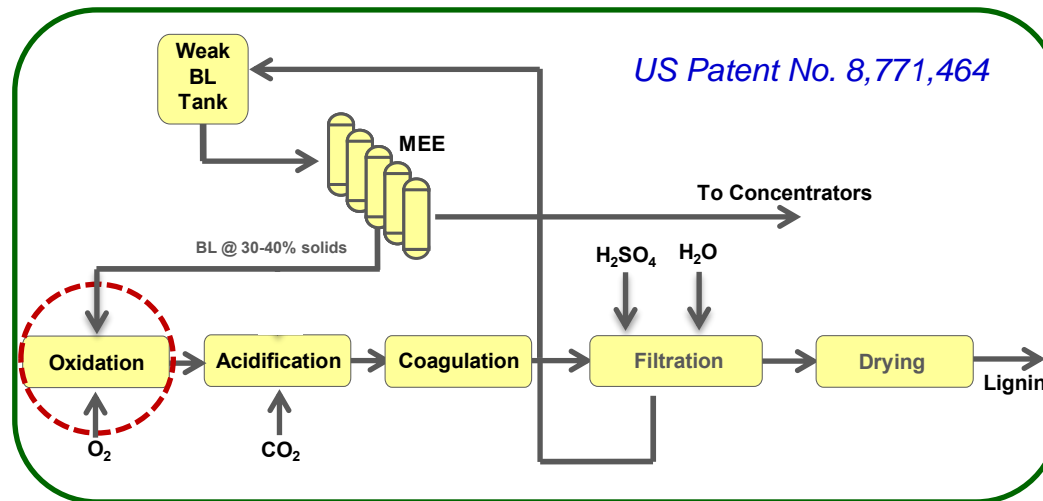 Weak
BL
Tank
US Patent No. 8,771,464
MEE
To Concentrators
BL @ 30-40% solids
H₂SO₄
H₂O
Oxidation
Acidification
Coagulation
Filtration
Drying
Lignin
O₂
CO₂